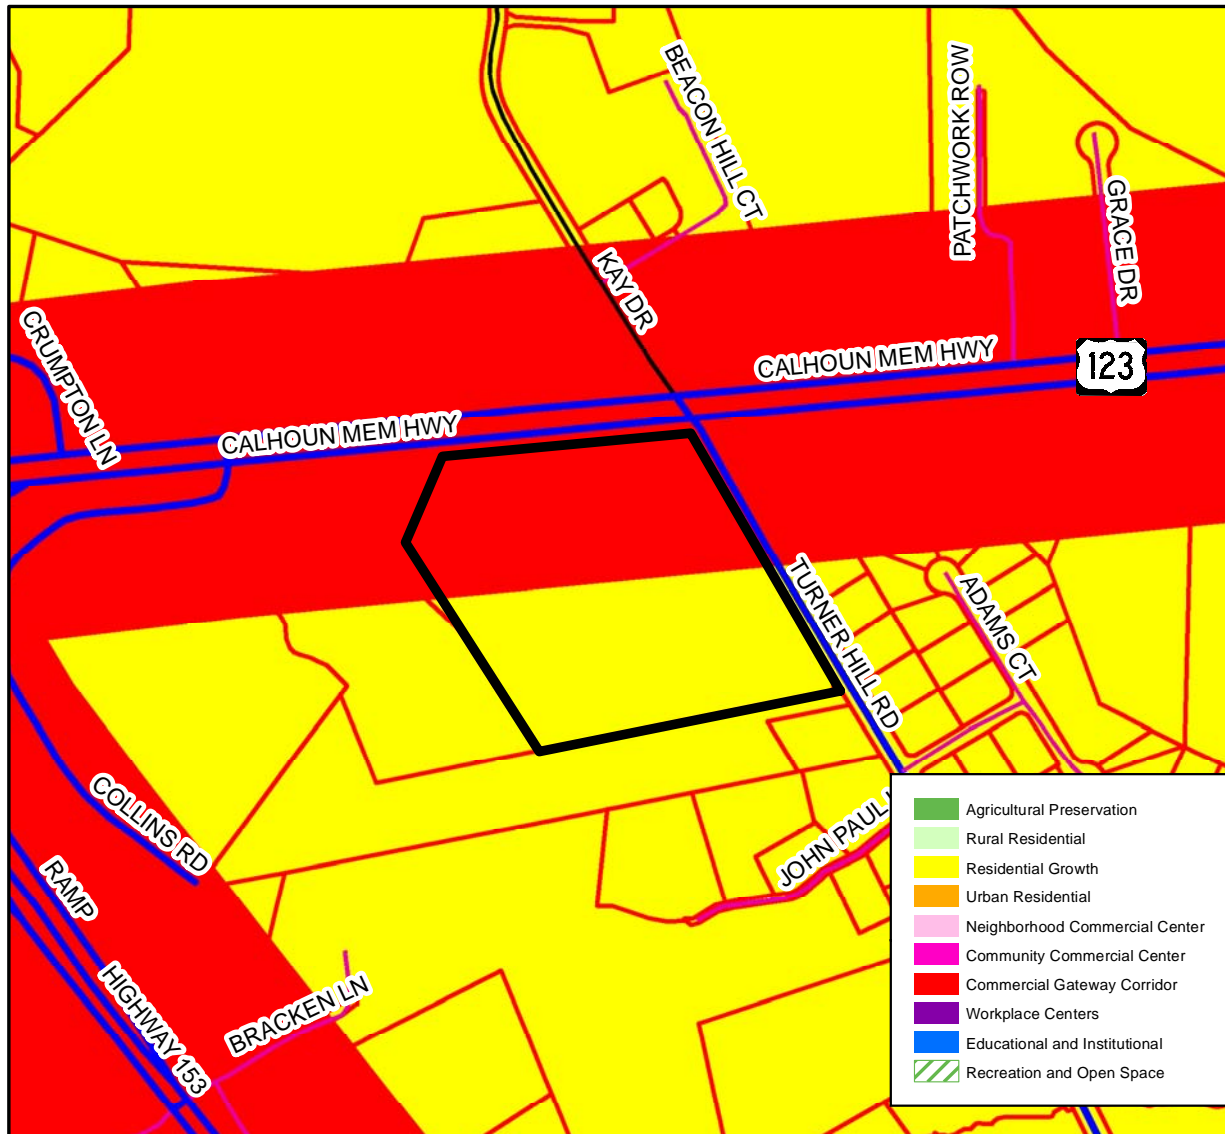 BEACON HILL CT
PATCHWORK ROW
GRACE DR
KAY DR
CRUMPTON LN
CALHOUN MEM HWY
123
CALHOUN MEM HWY
TURNER HILL RD
ADAMS CT
COLLINS RD
JOHN PAUL
RAMP
HIGHWAY 153
BRACKEN LN
Agricultural Preservation
Rural Residential
Residential Growth
Urban Residential
Neighborhood Commercial Center
Community Commercial Center
Commercial Gateway Corridor
Workplace Centers
Educational and Institutional
Recreation and Open Space